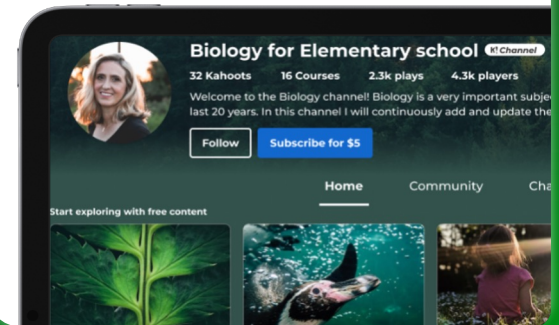 Biology for Elementary school K! Channel
32 Kahoots 16 Courses 2.3k plays 4.3k players
Welcome to the Biology channel! Biology is a very important subje
last 20 years. In this channel I will continuously add and update the
Follow Subscribe for $5
Home Community Cha
Start exploring with free content